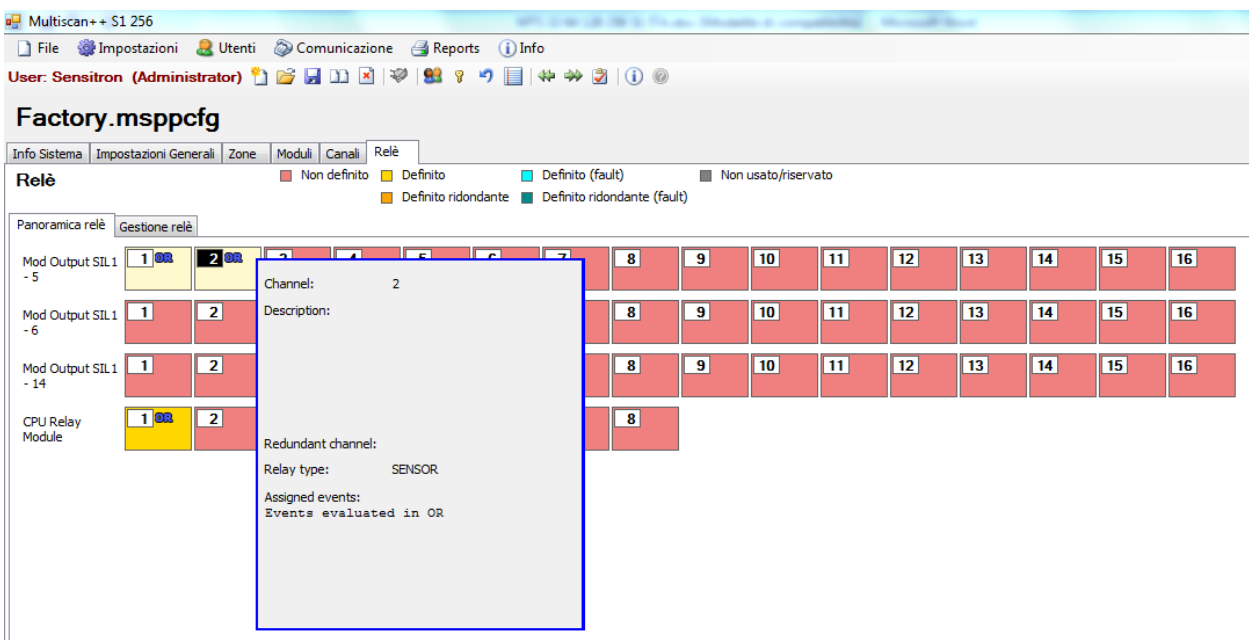 Multiscan++ S1 256
File Impostazioni Utenti Comunicazione Reports Info
User: Sensitron (Administrator)
Factory.msppcfg
Info Sistema Impostazioni Generali Zone Moduli Canali Relè
Relè
Non definito Definito Definito (fault) Non usato/riservato
Definito ridondante Definito ridondante (fault)
Panoramica relè Gestione relè
Mod Output SIL1 - 5 1 OR 2 OR 3 4 5 6 7 8 9 10 11 12 13 14 15 16
Mod Output SIL1 - 6 1 2 8 9 10 11 12 13 14 15 16
Mod Output SIL1 - 14 1 2 8 9 10 11 12 13 14 15 16
CPU Relay Module 1 OR 2 8
Channel: 2
Description:
Redundant channel:
Relay type: SENSOR
Assigned events:
Events evaluated in OR